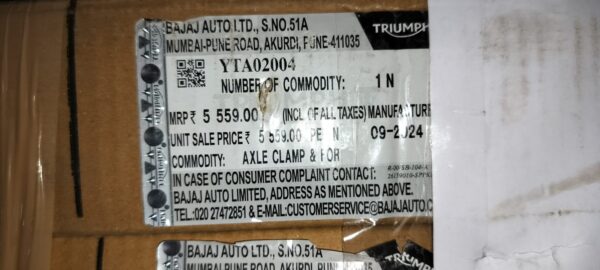 BAJAJ AUTO LTD., S.NO.51A
TRIUMPH
MUMBAI-PUNE ROAD, AKURDI, PUNE-411035
YTA02004
NUMBER OF COMMODITY: 1 N
MRP ₹ 5 559.00 (INCL OF ALL TAXES) MANUFACTURE
UNIT SALE PRICE ₹ 5 559.00 PER N 09-2024
COMMODITY: AXLE CLAMP & FOR
IN CASE OF CONSUMER COMPLAINT CONTACT:
BAJAJ AUTO LIMITED, ADDRESS AS MENTIONED ABOVE.
TEL.:020 27472851 & E-MAIL:CUSTOMERSERVICE@BAJAJAUTO.C
BAJAJ AUTO LTD., S.NO.51A
TRIUMPH
MUMBAI-PUNE ROAD, AKURDI, PUNE